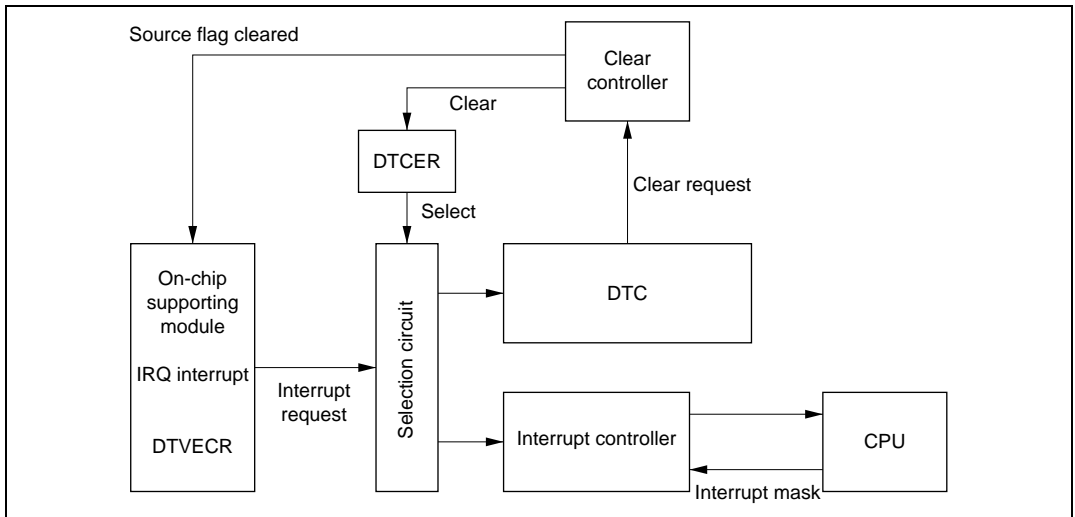 Source flag cleared
Clear
controller
Clear
DTCER
Clear request
Select
On-chip
supporting
module
DTC
Selection circuit
IRQ interrupt
Interrupt
request
DTVECR
Interrupt controller
CPU
Interrupt mask